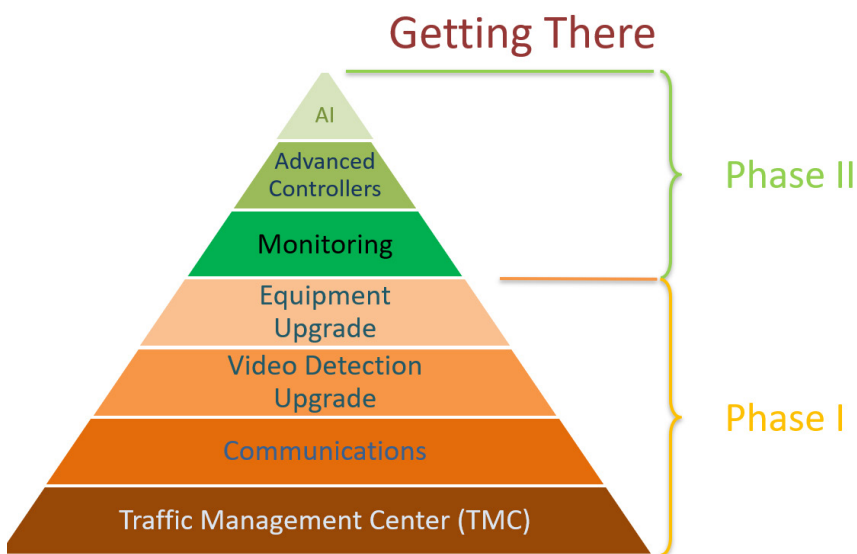 Getting There
AI
Advanced
Controllers
Monitoring
Equipment
Upgrade
Video Detection
Upgrade
Communications
Traffic Management Center (TMC)
Phase II
Phase I